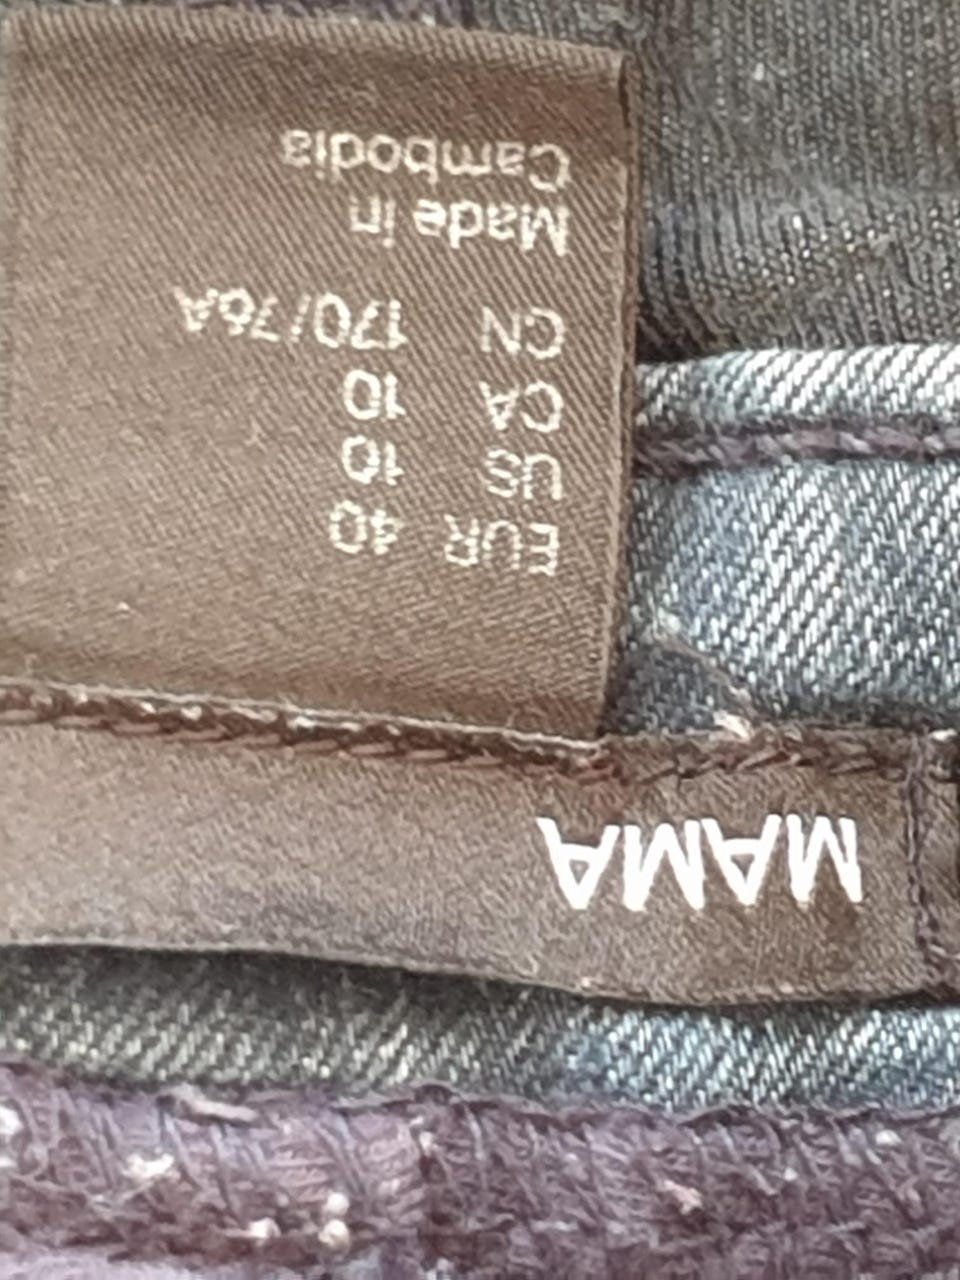 MAMA
EUR 40
US 10
CA 10
CN 170/76A
Made in
Cambodia